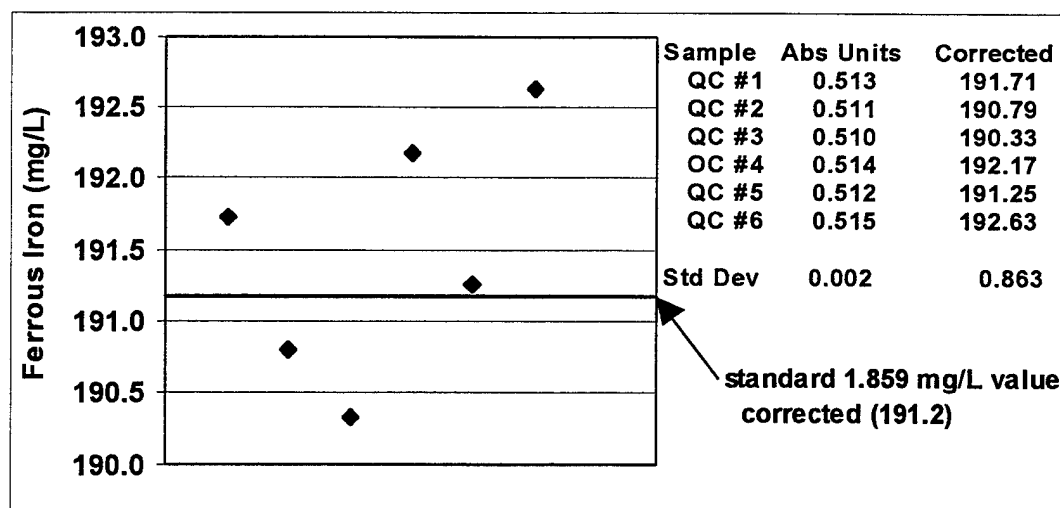 Ferrous Iron (mg/L)
193.0
192.5
192.0
191.5
191.0
190.5
190.0
Sample Abs Units Corrected
QC #1 0.513 191.71
QC #2 0.511 190.79
QC #3 0.510 190.33
OC #4 0.514 192.17
QC #5 0.512 191.25
QC #6 0.515 192.63
Std Dev 0.002 0.863
standard 1.859 mg/L value
corrected (191.2)